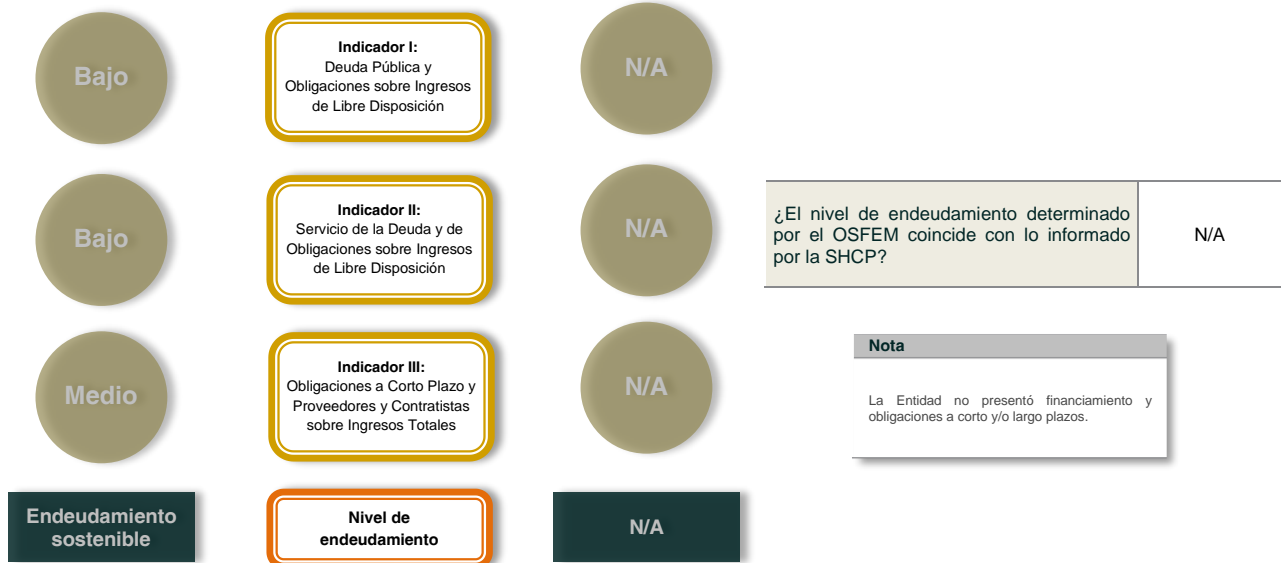 Bajo
Indicador I:
Deuda Pública y
Obligaciones sobre Ingresos
de Libre Disposición
N/A
Bajo
Indicador II:
Servicio de la Deuda y de
Obligaciones sobre Ingresos
de Libre Disposición
N/A
¿El nivel de endeudamiento determinado
por el OSFEM coincide con lo informado
por la SHCP?
N/A
Medio
Indicador III:
Obligaciones a Corto Plazo y
Proveedores y Contratistas
sobre Ingresos Totales
N/A
Nota
La Entidad no presentó financiamiento y
obligaciones a corto y/o largo plazos.
Endeudamiento
sostenible
Nivel de
endeudamiento
N/A